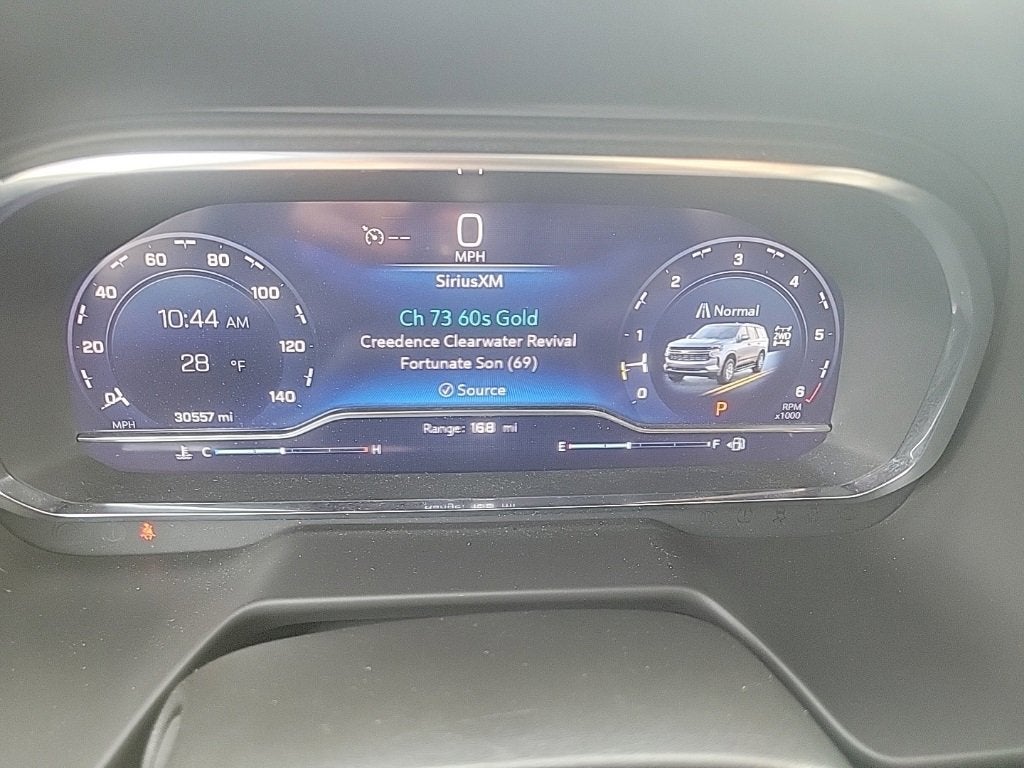 0
MPH
SiriusXM
Ch 73 60s Gold
Creedence Clearwater Revival
Fortunate Son (69)
Source
Range: 168 mi
0 20 40 60 80 100 120 140
MPH
10:44 AM
28 °F
30557 mi
C H
0 1 2 3 4 5 6
Normal
2WD
P
RPM
x1000
E F